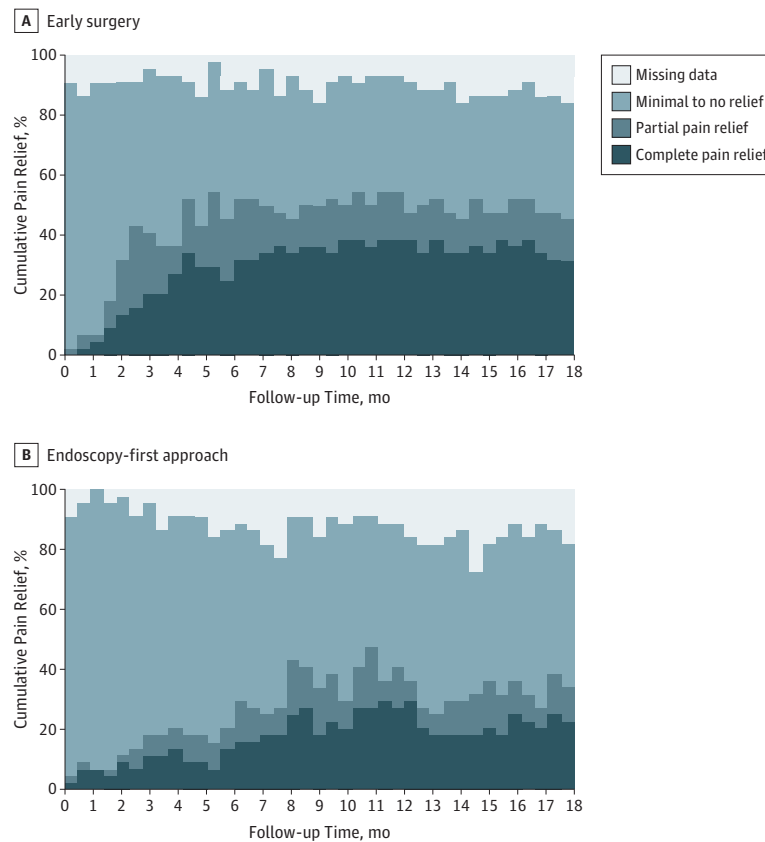 A Early surgery
100
80
60
40
20
0
Cumulative Pain Relief, %
0 1 2 3 4 5 6 7 8 9 10 11 12 13 14 15 16 17 18
Follow-up Time, mo
Missing data
Minimal to no relief
Partial pain relief
Complete pain relief
B Endoscopy-first approach
100
80
60
40
20
0
Cumulative Pain Relief, %
0 1 2 3 4 5 6 7 8 9 10 11 12 13 14 15 16 17 18
Follow-up Time, mo